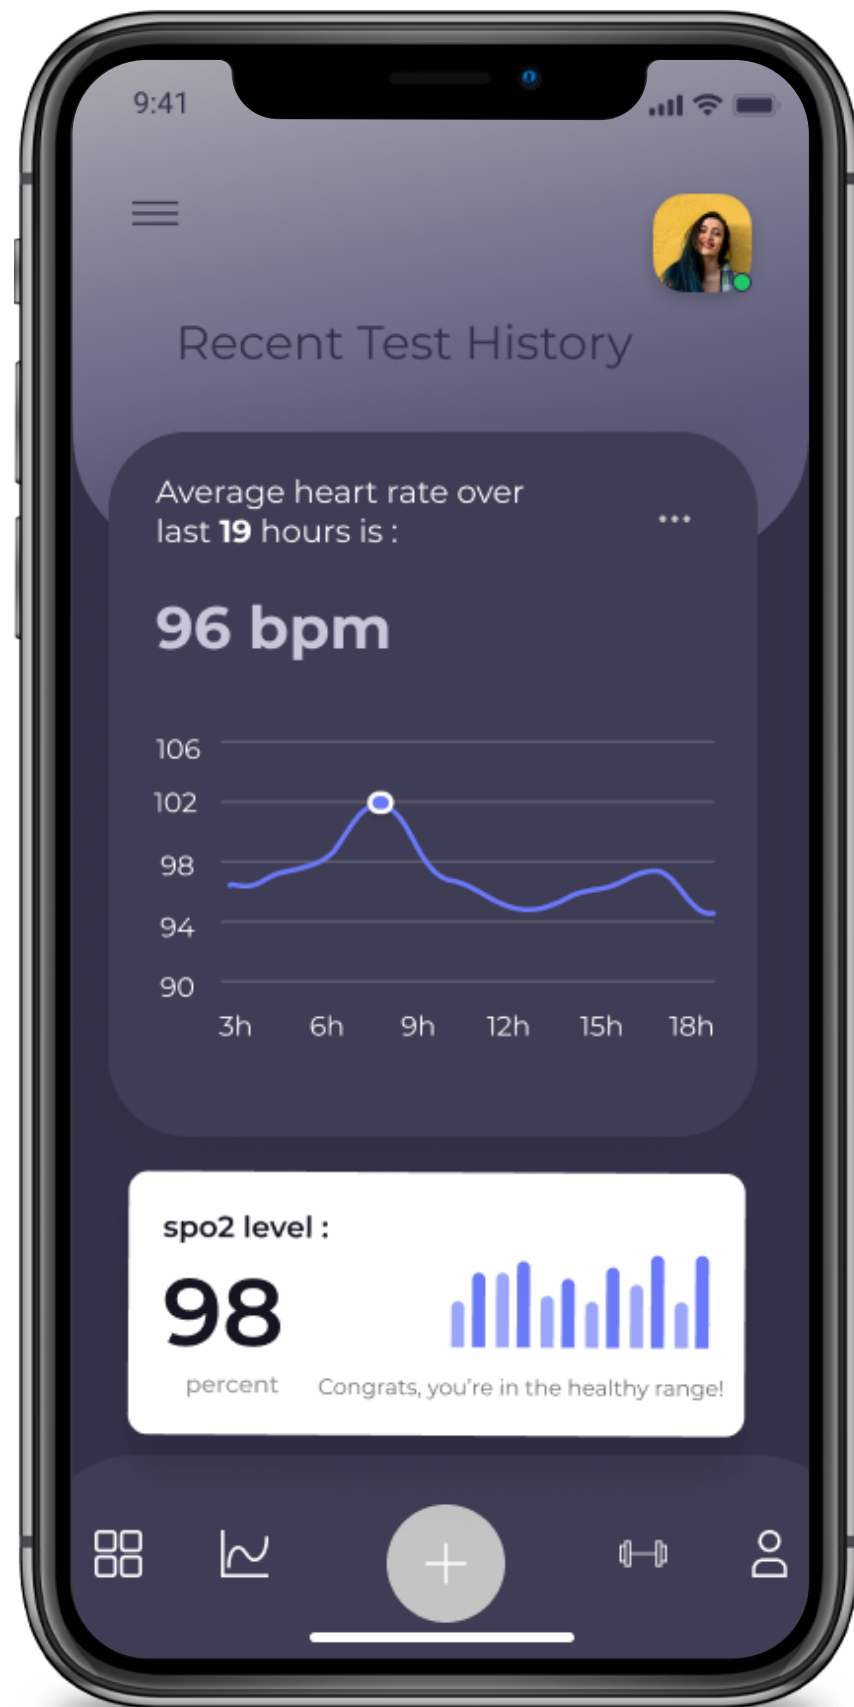 9:41
Recent Test History
Average heart rate over
last 19 hours is :
96 bpm
106
102
98
94
90
3h 6h 9h 12h 15h 18h
spo2 level :
98
percent
Congrats, you're in the healthy range!